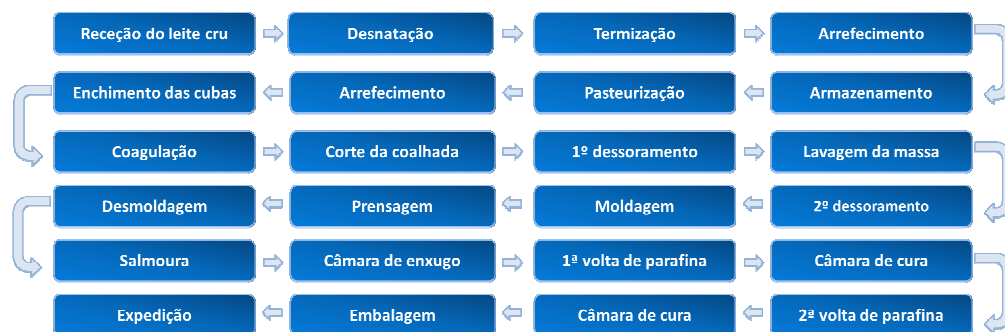 Receção do leite cru
Desnatação
Termização
Arrefecimento
Armazenamento
Pasteurização
Arrefecimento
Enchimento das cubas
Coagulação
Corte da coalhada
1º dessoramento
Lavagem da massa
2º dessoramento
Moldagem
Prensagem
Desmoldagem
Salmoura
Câmara de enxugo
1ª volta de parafina
Câmara de cura
2ª volta de parafina
Câmara de cura
Embalagem
Expedição